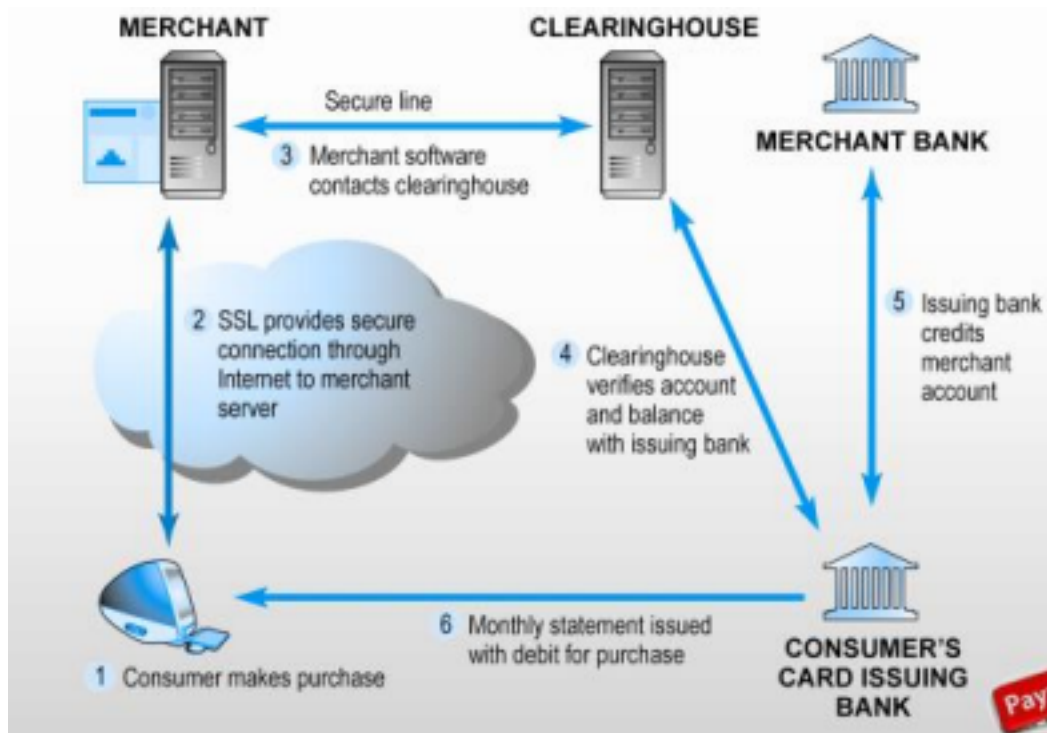 MERCHANT
CLEARINGHOUSE
MERCHANT BANK
Secure line
3 Merchant software
contacts clearinghouse
2 SSL provides secure
connection through
Internet to merchant
server
4 Clearinghouse
verifies account
and balance
with issuing bank
5 Issuing bank
credits
merchant
account
1 Consumer makes purchase
6 Monthly statement issued
with debit for purchase
CONSUMER'S
CARD ISSUING
BANK
Pay